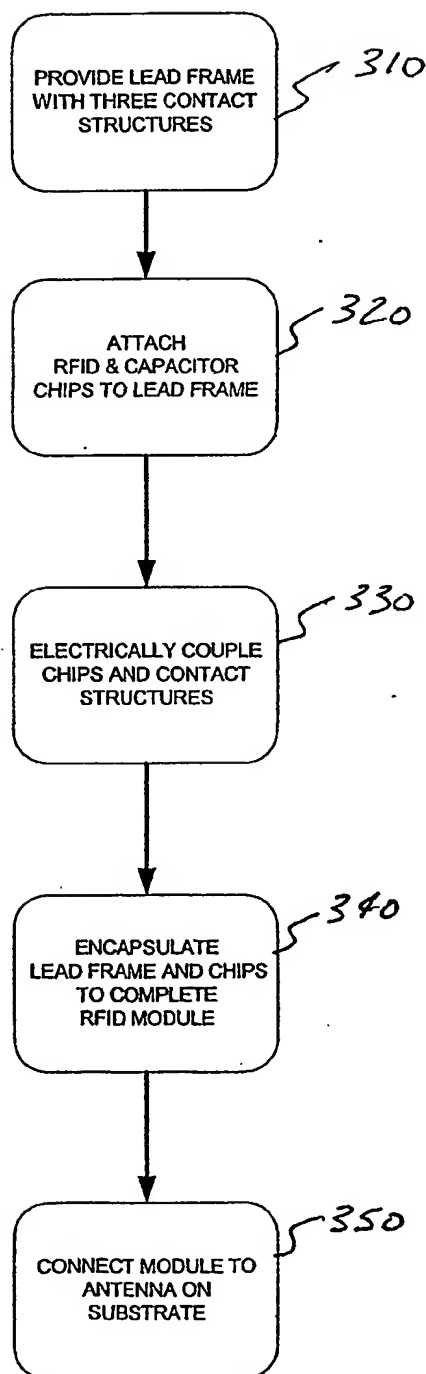 PROVIDE LEAD FRAME
WITH THREE CONTACT
STRUCTURES
310
ATTACH
RFID & CAPACITOR
CHIPS TO LEAD FRAME
320
ELECTRICALLY COUPLE
CHIPS AND CONTACT
STRUCTURES
330
ENCAPSULATE
LEAD FRAME AND CHIPS
TO COMPLETE
RFID MODULE
340
CONNECT MODULE TO
ANTENNA ON
SUBSTRATE
350